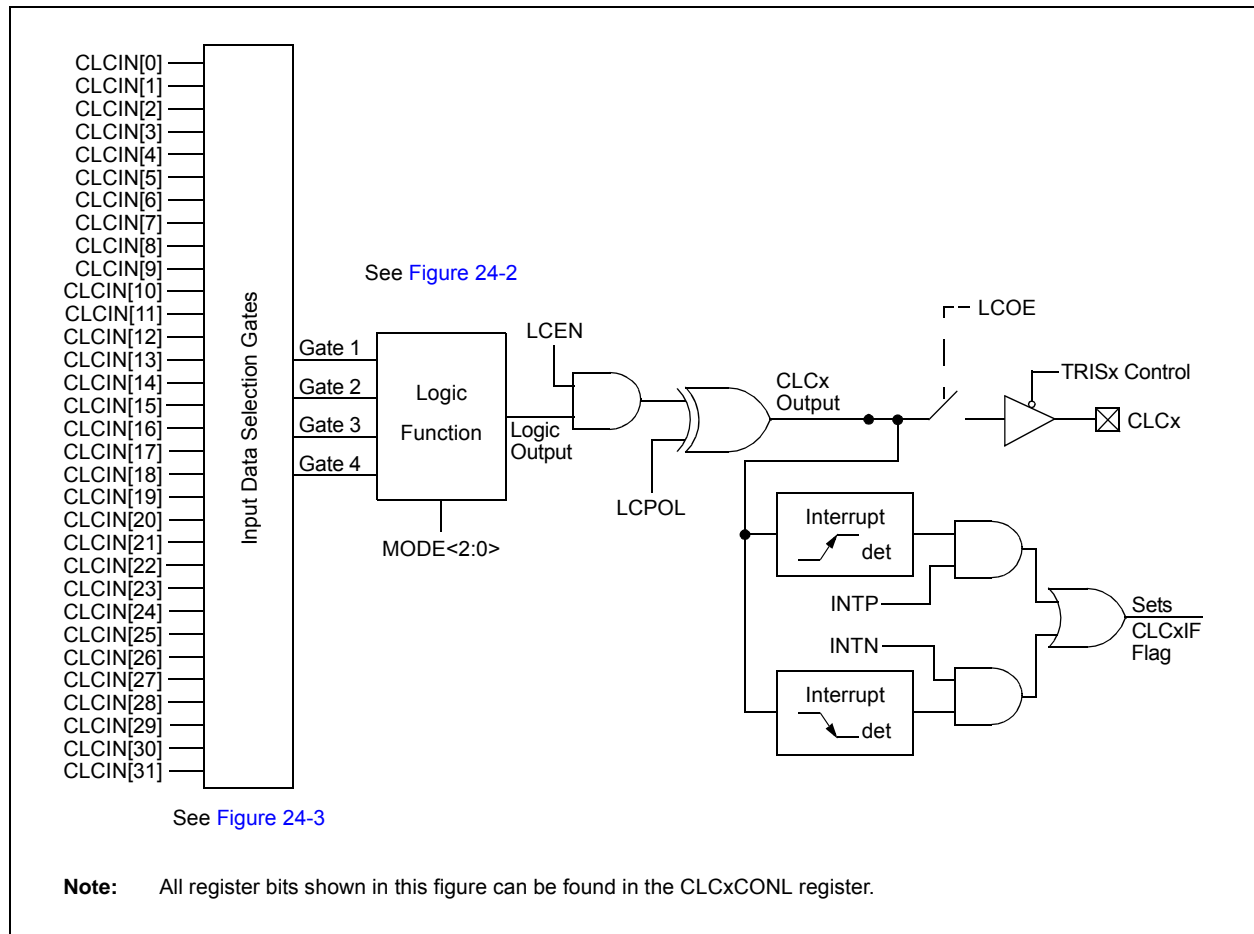 CLCIN[0]
CLCIN[1]
CLCIN[2]
CLCIN[3]
CLCIN[4]
CLCIN[5]
CLCIN[6]
CLCIN[7]
CLCIN[8]
CLCIN[9]
CLCIN[10]
CLCIN[11]
CLCIN[12]
CLCIN[13]
CLCIN[14]
CLCIN[15]
CLCIN[16]
CLCIN[17]
CLCIN[18]
CLCIN[19]
CLCIN[20]
CLCIN[21]
CLCIN[22]
CLCIN[23]
CLCIN[24]
CLCIN[25]
CLCIN[26]
CLCIN[27]
CLCIN[28]
CLCIN[29]
CLCIN[30]
CLCIN[31]
Input Data Selection Gates
See Figure 24-3
Gate 1
Gate 2
Gate 3
Gate 4
See Figure 24-2
Logic
Function
MODE<2:0>
Logic
Output
LCEN
LCPOL
CLCx
Output
LCOE
TRISx Control
CLCx
Interrupt
det
INTP
INTN
Interrupt
det
Sets
CLCxIF
Flag
Note: All register bits shown in this figure can be found in the CLCxCONL register.